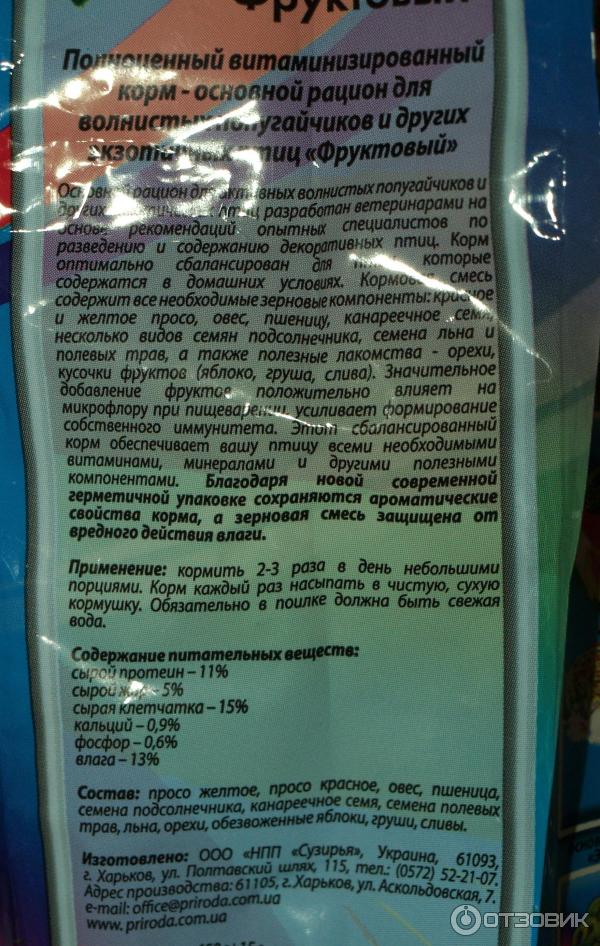 Фруктовый
Полноценный витаминизированный
корм - основной рацион для
волнистых попугайчиков и других
экзотичных птиц «Фруктовый»
Основной рацион для активных волнистых попугайчиков и
других птиц разработан ветеринарами на
основе рекомендаций опытных специалистов по
разведению и содержанию декоративных птиц. Корм
оптимально сбалансирован для которые
содержатся в домашних условиях. Кормовая смесь
содержит все необходимые зерновые компоненты: красное
и желтое просо, овес, пшеницу, канареечное семя,
несколько видов семян подсолнечника, семена льна и
полевых трав, а также полезные лакомства - орехи,
кусочки фруктов (яблоко, груша, слива). Значительное
добавление фруктов положительно влияет на
микрофлору при пищеварении, усиливает формирование
собственного иммунитета. Этот сбалансированный
корм обеспечивает вашу птицу всеми необходимыми
витаминами, минералами и другими полезными
компонентами. Благодаря новой современной
герметичной упаковке сохраняются ароматические
свойства корма, а зерновая смесь защищена от
вредного действия влаги.
Применение: кормить 2-3 раза в день небольшими
порциями. Корм каждый раз насыпать в чистую, сухую
кормушку. Обязательно в поилке должна быть свежая
вода.
Содержание питательных веществ:
сырой протеин – 11%
сырой жир – 5%
сырая клетчатка – 15%
кальций – 0,9%
фосфор – 0,6%
влага – 13%
Состав: просо желтое, просо красное, овес, пшеница,
семена подсолнечника, канареечное семя, семена полевых
трав, льна, орехи, обезвоженные яблоки, груши, сливы.
Изготовлено: ООО «НПП «Сузирья», Украина, 61093,
г. Харьков, ул. Полтавский шлях, 115, тел.: (0572) 52-21-07.
Адрес производства: 61105, г. Харьков, ул. Аскольдовская, 7.
e-mail: office@priroda.com.ua
www. priroda.com.ua
ОТЗОВИК